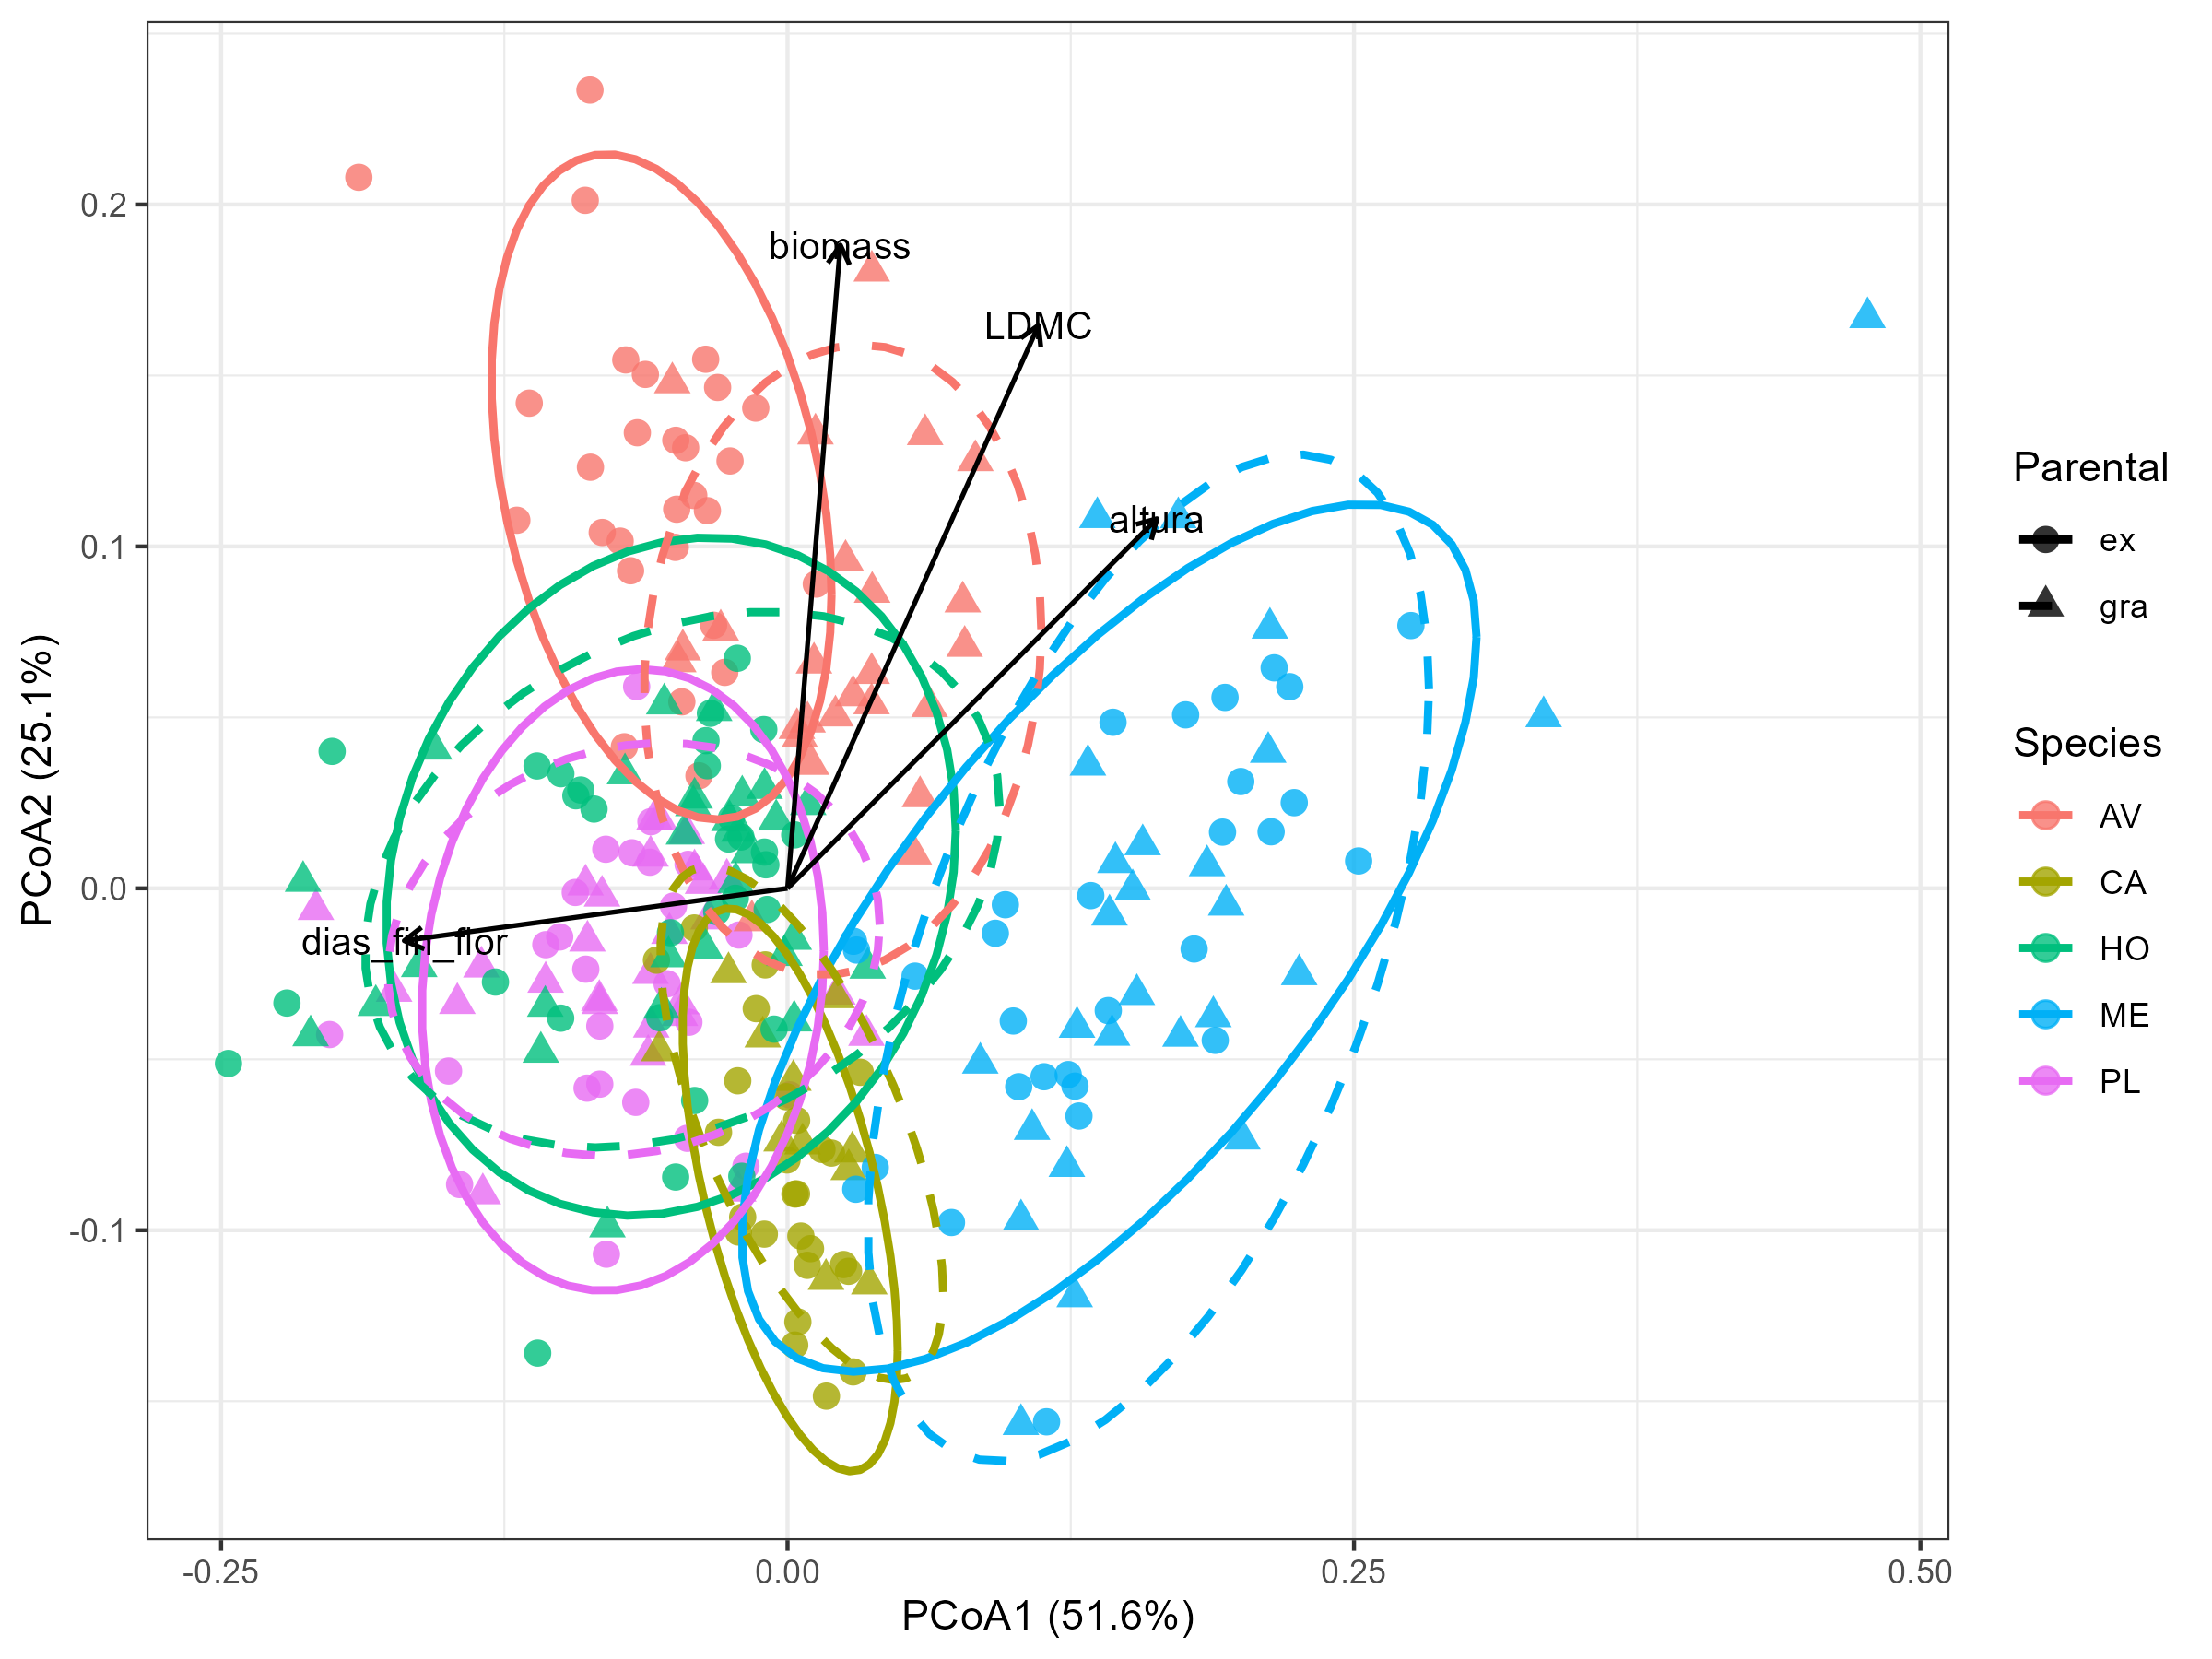 PCoA2 (25.1%)
0.2
0.1
0.0
-0.1
biomass
LDMC
altura
dias_fin_flor
-0.25
0.00
0.25
0.50
PCoA1 (51.6%)
Parental
ex
gra
Species
AV
CA
HO
ME
PL